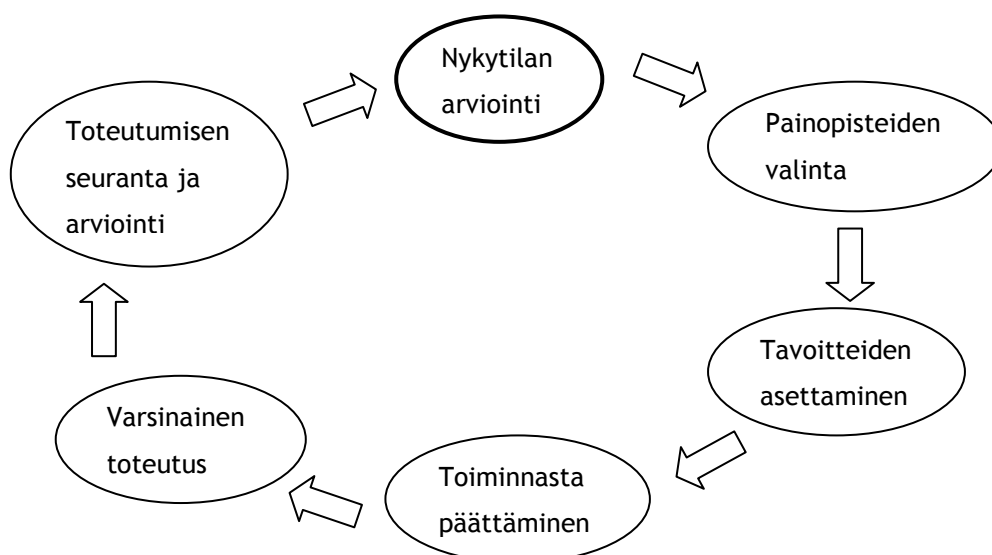 Nykytilan
arviointi
Painopisteiden
valinta
Tavoitteiden
asettaminen
Toiminnasta
päättäminen
Varsinainen
toteutus
Toteutumisen
seuranta ja
arviointi